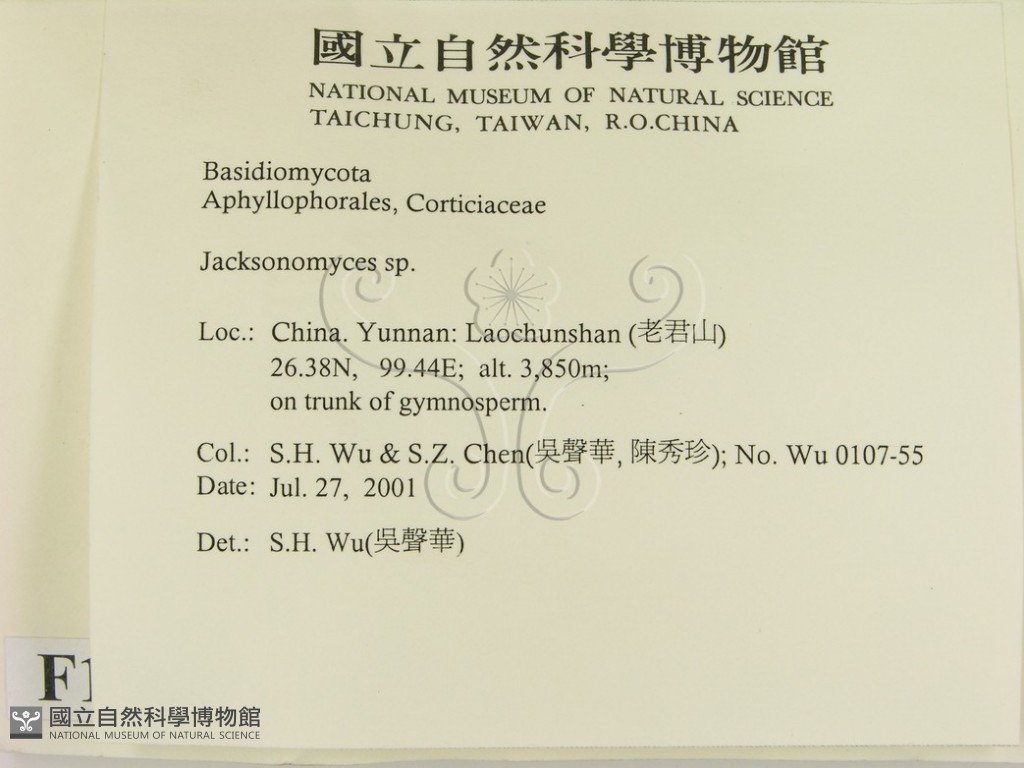 國立自然科學博物館
NATIONAL MUSEUM OF NATURAL SCIENCE
TAICHUNG, TAIWAN, R.O.CHINA
Basidiomycota
Aphyllophorales, Corticiaceae
Jacksonomyces sp.
Loc.: China. Yunnan: Laochunshan (老君山)
26.38N, 99.44E; alt. 3,850m;
on trunk of gymnosperm.
Col.: S.H. Wu & S.Z. Chen(吳聲華, 陳秀珍); No. Wu 0107-55
Date: Jul. 27, 2001
Det.: S.H. Wu(吳聲華)
F1
國立自然科學博物館
NATIONAL MUSEUM OF NATURAL SCIENCE